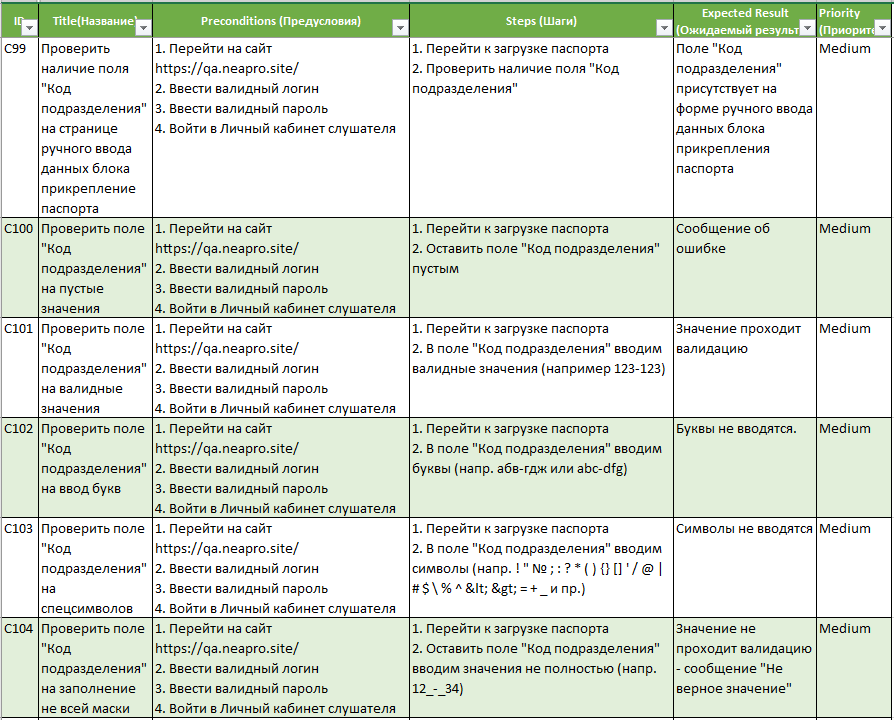 ID
Title(Название)
Preconditions (Предусловия)
Steps (Шаги)
Expected Result
(Ожидаемый результ
Priority
(Приорите
C99
Проверить
наличие поля
"Код
подразделения"
на странице
ручного ввода
данных блока
прикрепление
паспорта
1. Перейти на сайт
https://qa.neapro.site/
2. Ввести валидный логин
3. Ввести валидный пароль
4. Войти в Личный кабинет слушателя
1. Перейти к загрузке паспорта
2. Проверить наличие поля "Код
подразделения"
Поле "Код
подразделения"
присутствует на
форме ручного ввода
данных блока
прикрепления
паспорта
Medium
C100
Проверить поле
"Код
подразделения"
на пустые
значения
1. Перейти на сайт
https://qa.neapro.site/
2. Ввести валидный логин
3. Ввести валидный пароль
4. Войти в Личный кабинет слушателя
1. Перейти к загрузке паспорта
2. Оставить поле "Код подразделения"
пустым
Сообщение об
ошибке
Medium
C101
Проверить поле
"Код
подразделения"
на валидные
значения
1. Перейти на сайт
https://qa.neapro.site/
2. Ввести валидный логин
3. Ввести валидный пароль
4. Войти в Личный кабинет слушателя
1. Перейти к загрузке паспорта
2. В поле "Код подразделения" вводим
валидные значения (например 123-123)
Значение проходит
валидацию
Medium
C102
Проверить поле
"Код
подразделения"
на ввод букв
1. Перейти на сайт
https://qa.neapro.site/
2. Ввести валидный логин
3. Ввести валидный пароль
4. Войти в Личный кабинет слушателя
1. Перейти к загрузке паспорта
2. В поле "Код подразделения" вводим
буквы (напр. абв-гдж или abc-dfg)
Буквы не вводятся.
Medium
C103
Проверить поле
"Код
подразделения"
на
спецсимволов
1. Перейти на сайт
https://qa.neapro.site/
2. Ввести валидный логин
3. Ввести валидный пароль
4. Войти в Личный кабинет слушателя
1. Перейти к загрузке паспорта
2. В поле "Код подразделения" вводим
символы (напр. ! " № ; : ? * ( ) {} [] ' / @ |
# $ \ % ^ &lt; &gt; = + _ и пр.)
Символы не вводятся
Medium
C104
Проверить поле
"Код
подразделения"
на заполнение
не всей маски
1. Перейти на сайт
https://qa.neapro.site/
2. Ввести валидный логин
3. Ввести валидный пароль
4. Войти в Личный кабинет слушателя
1. Перейти к загрузке паспорта
2. Оставить поле "Код подразделения"
вводим значения не полностью (напр.
12_-_34)
Значение не
проходит валидацию
- сообщение "Не
верное значение"
Medium